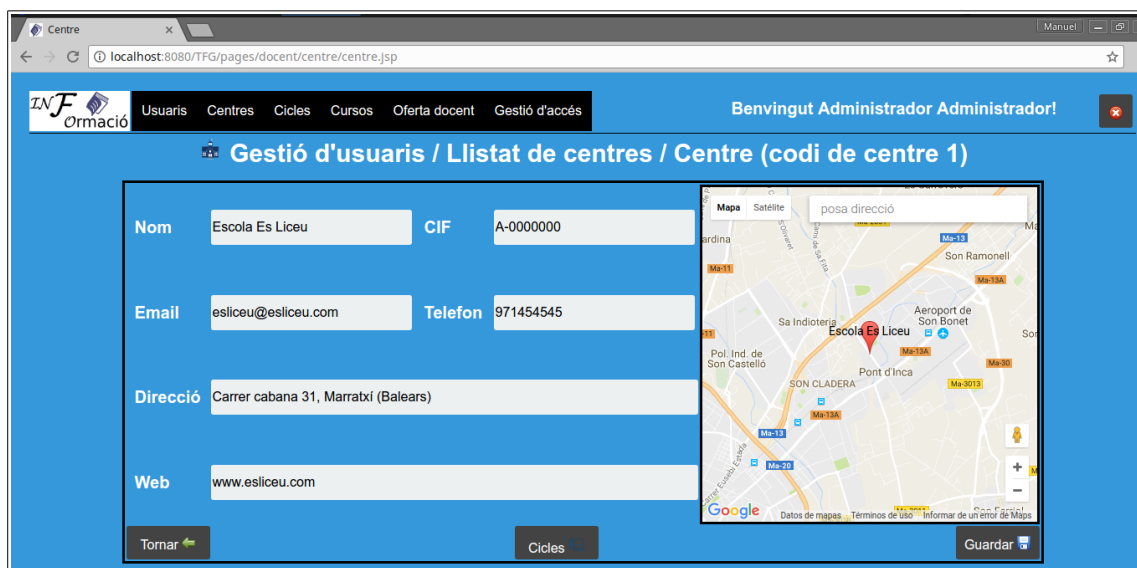 Centre
Manuel
localhost:8080/TFG/pages/docent/centre/centre.jsp
INFormació
Usuaris Centres Cicles Cursos Oferta docent Gestió d'accés
Benvingut Administrador Administrador!
Gestió d'usuaris / Llistat de centres / Centre (codi de centre 1)
Nom Escola Es Liceu CIF A-0000000
Email esliceu@esliceu.com Telefon 971454545
Direcció Carrer cabana 31, Marratxí (Balears)
Web www.esliceu.com
Mapa Satélite posa direcció
Ma-13
Son Ramonell
Ma-11
Ma-13A
Aeroport de
Son Bonet
Sa Indioteria
Escola Es Liceu
Ma-13A
Pol. Ind. de
Son Castelló
Pont d'Inca
Ma-30
SON CLADERA
Ma-3013
Ma-13A
Ma-13
Ma-20
Carrer Eusebi Estada
Google
Datos de mapas Términos de uso Informar de un error de Maps
Tornar
Cicles
Guardar